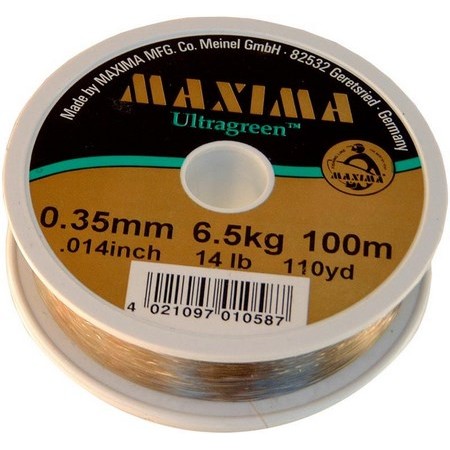 Made by MAXIMA MFG. Co. Meinel GmbH · 82532 Geretsried · Germany
MAXIMA
Ultragreen™
MAXIMA
0.35mm 6.5kg 100m
.014inch 14 lb 110yd
4 021097 010587